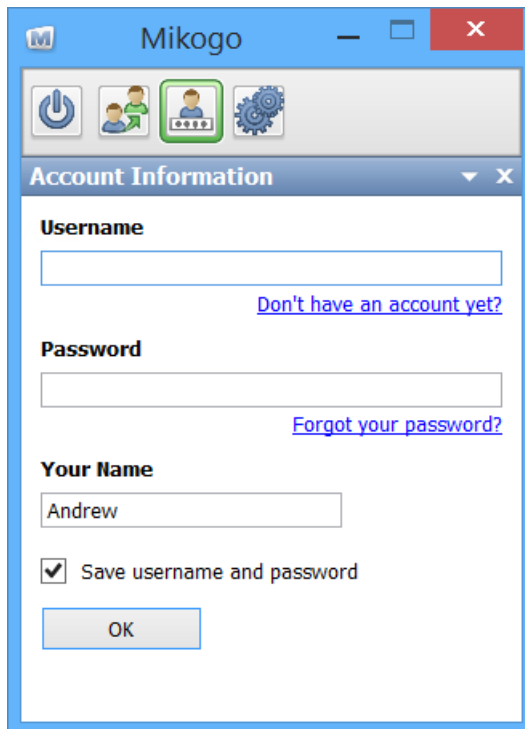 Mikogo
Account Information
Username
Don't have an account yet?
Password
Forgot your password?
Your Name
Andrew
Save username and password
OK